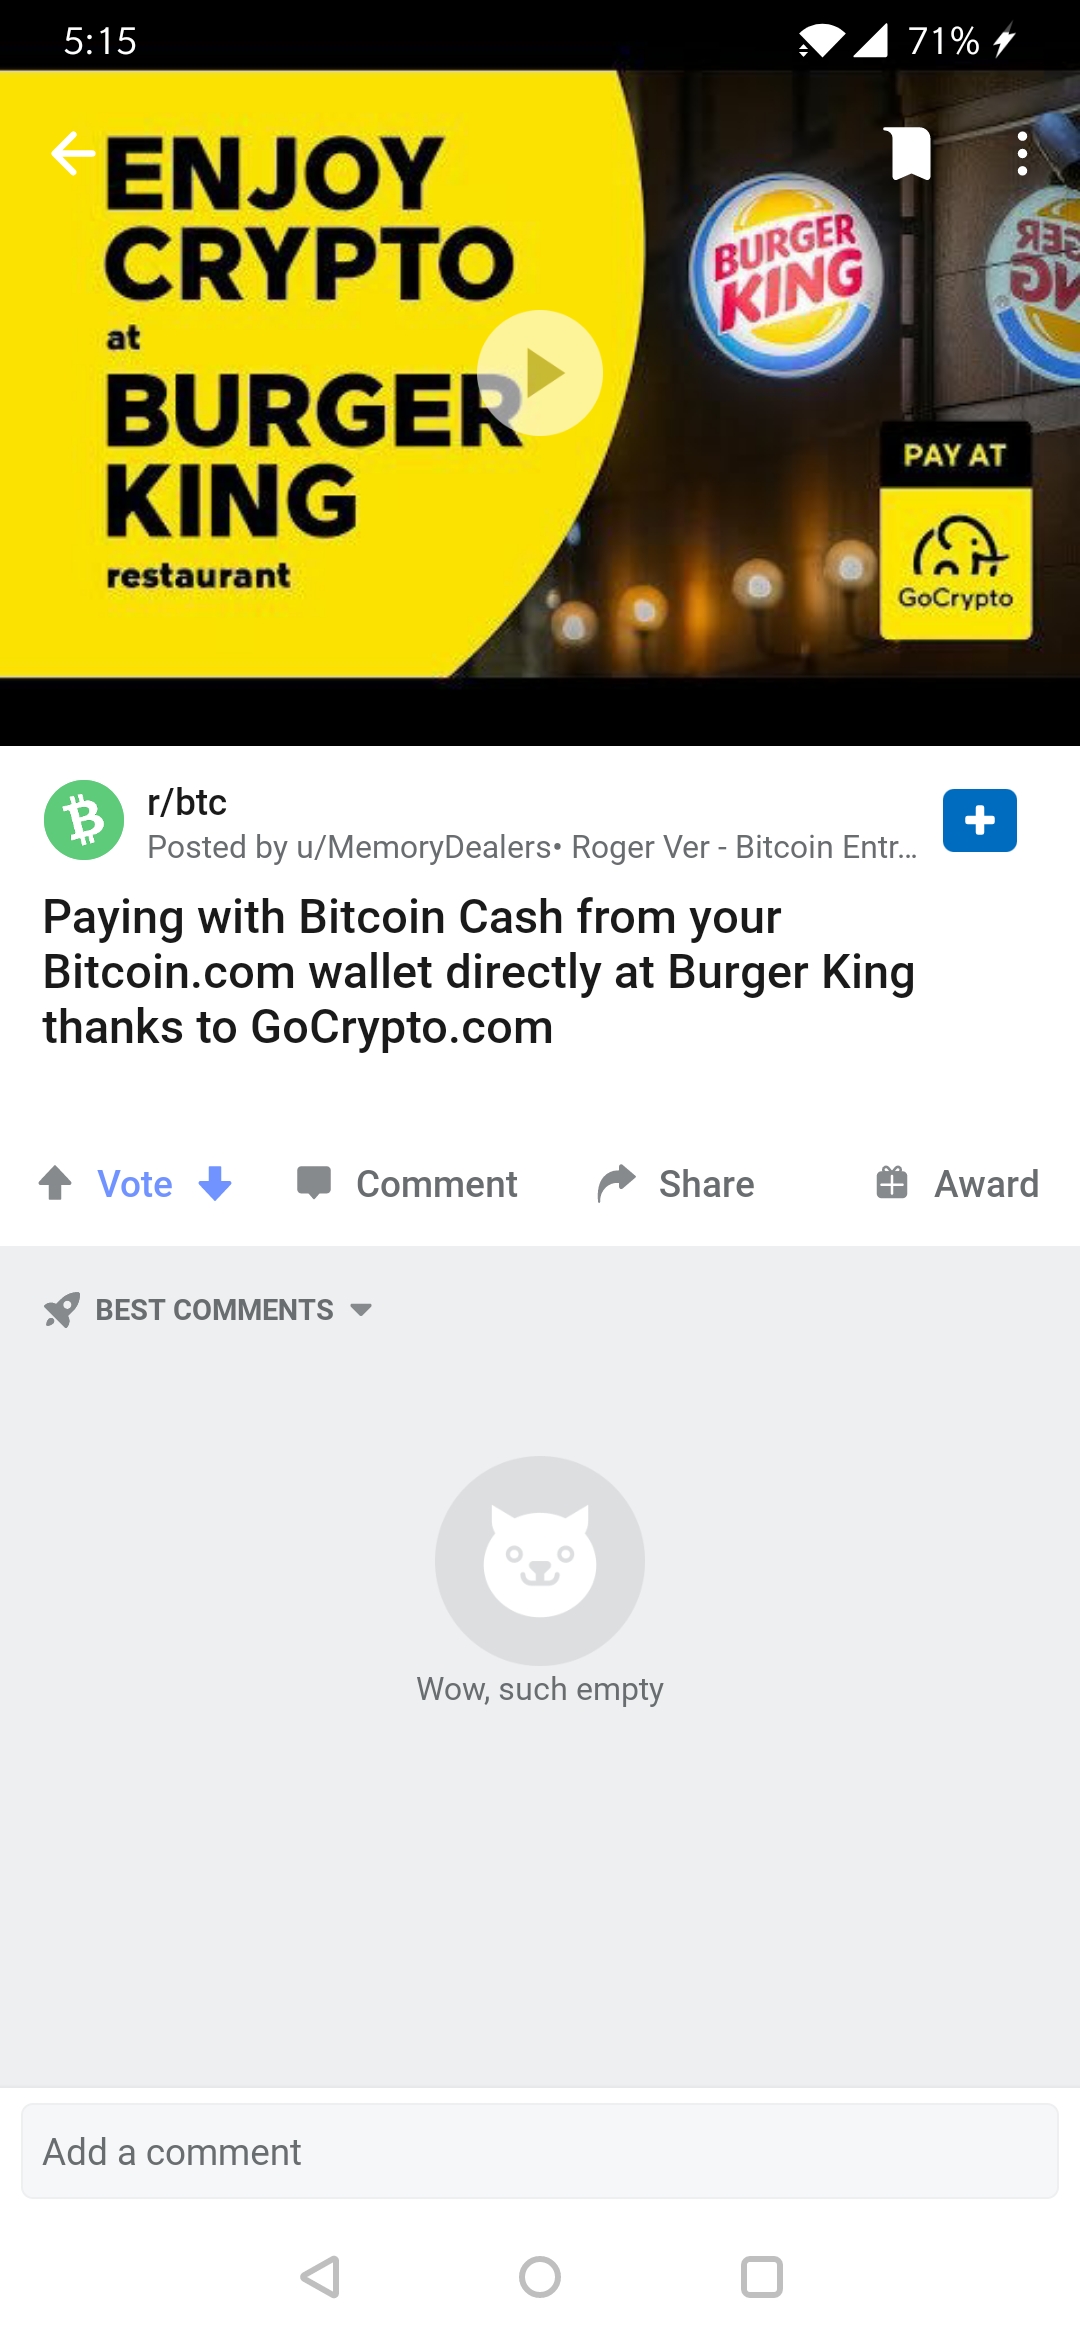 5:15
71%
ENJOY
CRYPTO
at
BURGER
KING
restaurant
BURGER
KING
PAY AT
GoCrypto
r/btc
Posted by u/MemoryDealers• Roger Ver - Bitcoin Entr...
Paying with Bitcoin Cash from your
Bitcoin.com wallet directly at Burger King
thanks to GoCrypto.com
Vote
Comment
Share
Award
BEST COMMENTS
Wow, such empty
Add a comment